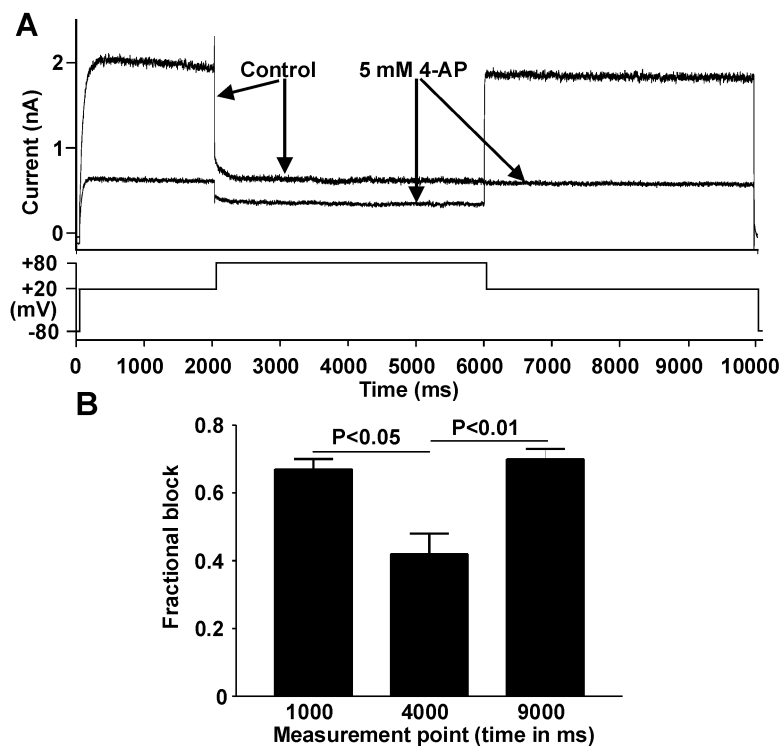 A
Current (nA)
2
1
0
Control
5 mM 4-AP
+80
+20
(mV)
-80
0 1000 2000 3000 4000 5000 6000 7000 8000 9000 10000
Time (ms)
B
Fractional block
0.8
0.6
0.4
0.2
0
P<0.05
P<0.01
1000 4000 9000
Measurement point (time in ms)